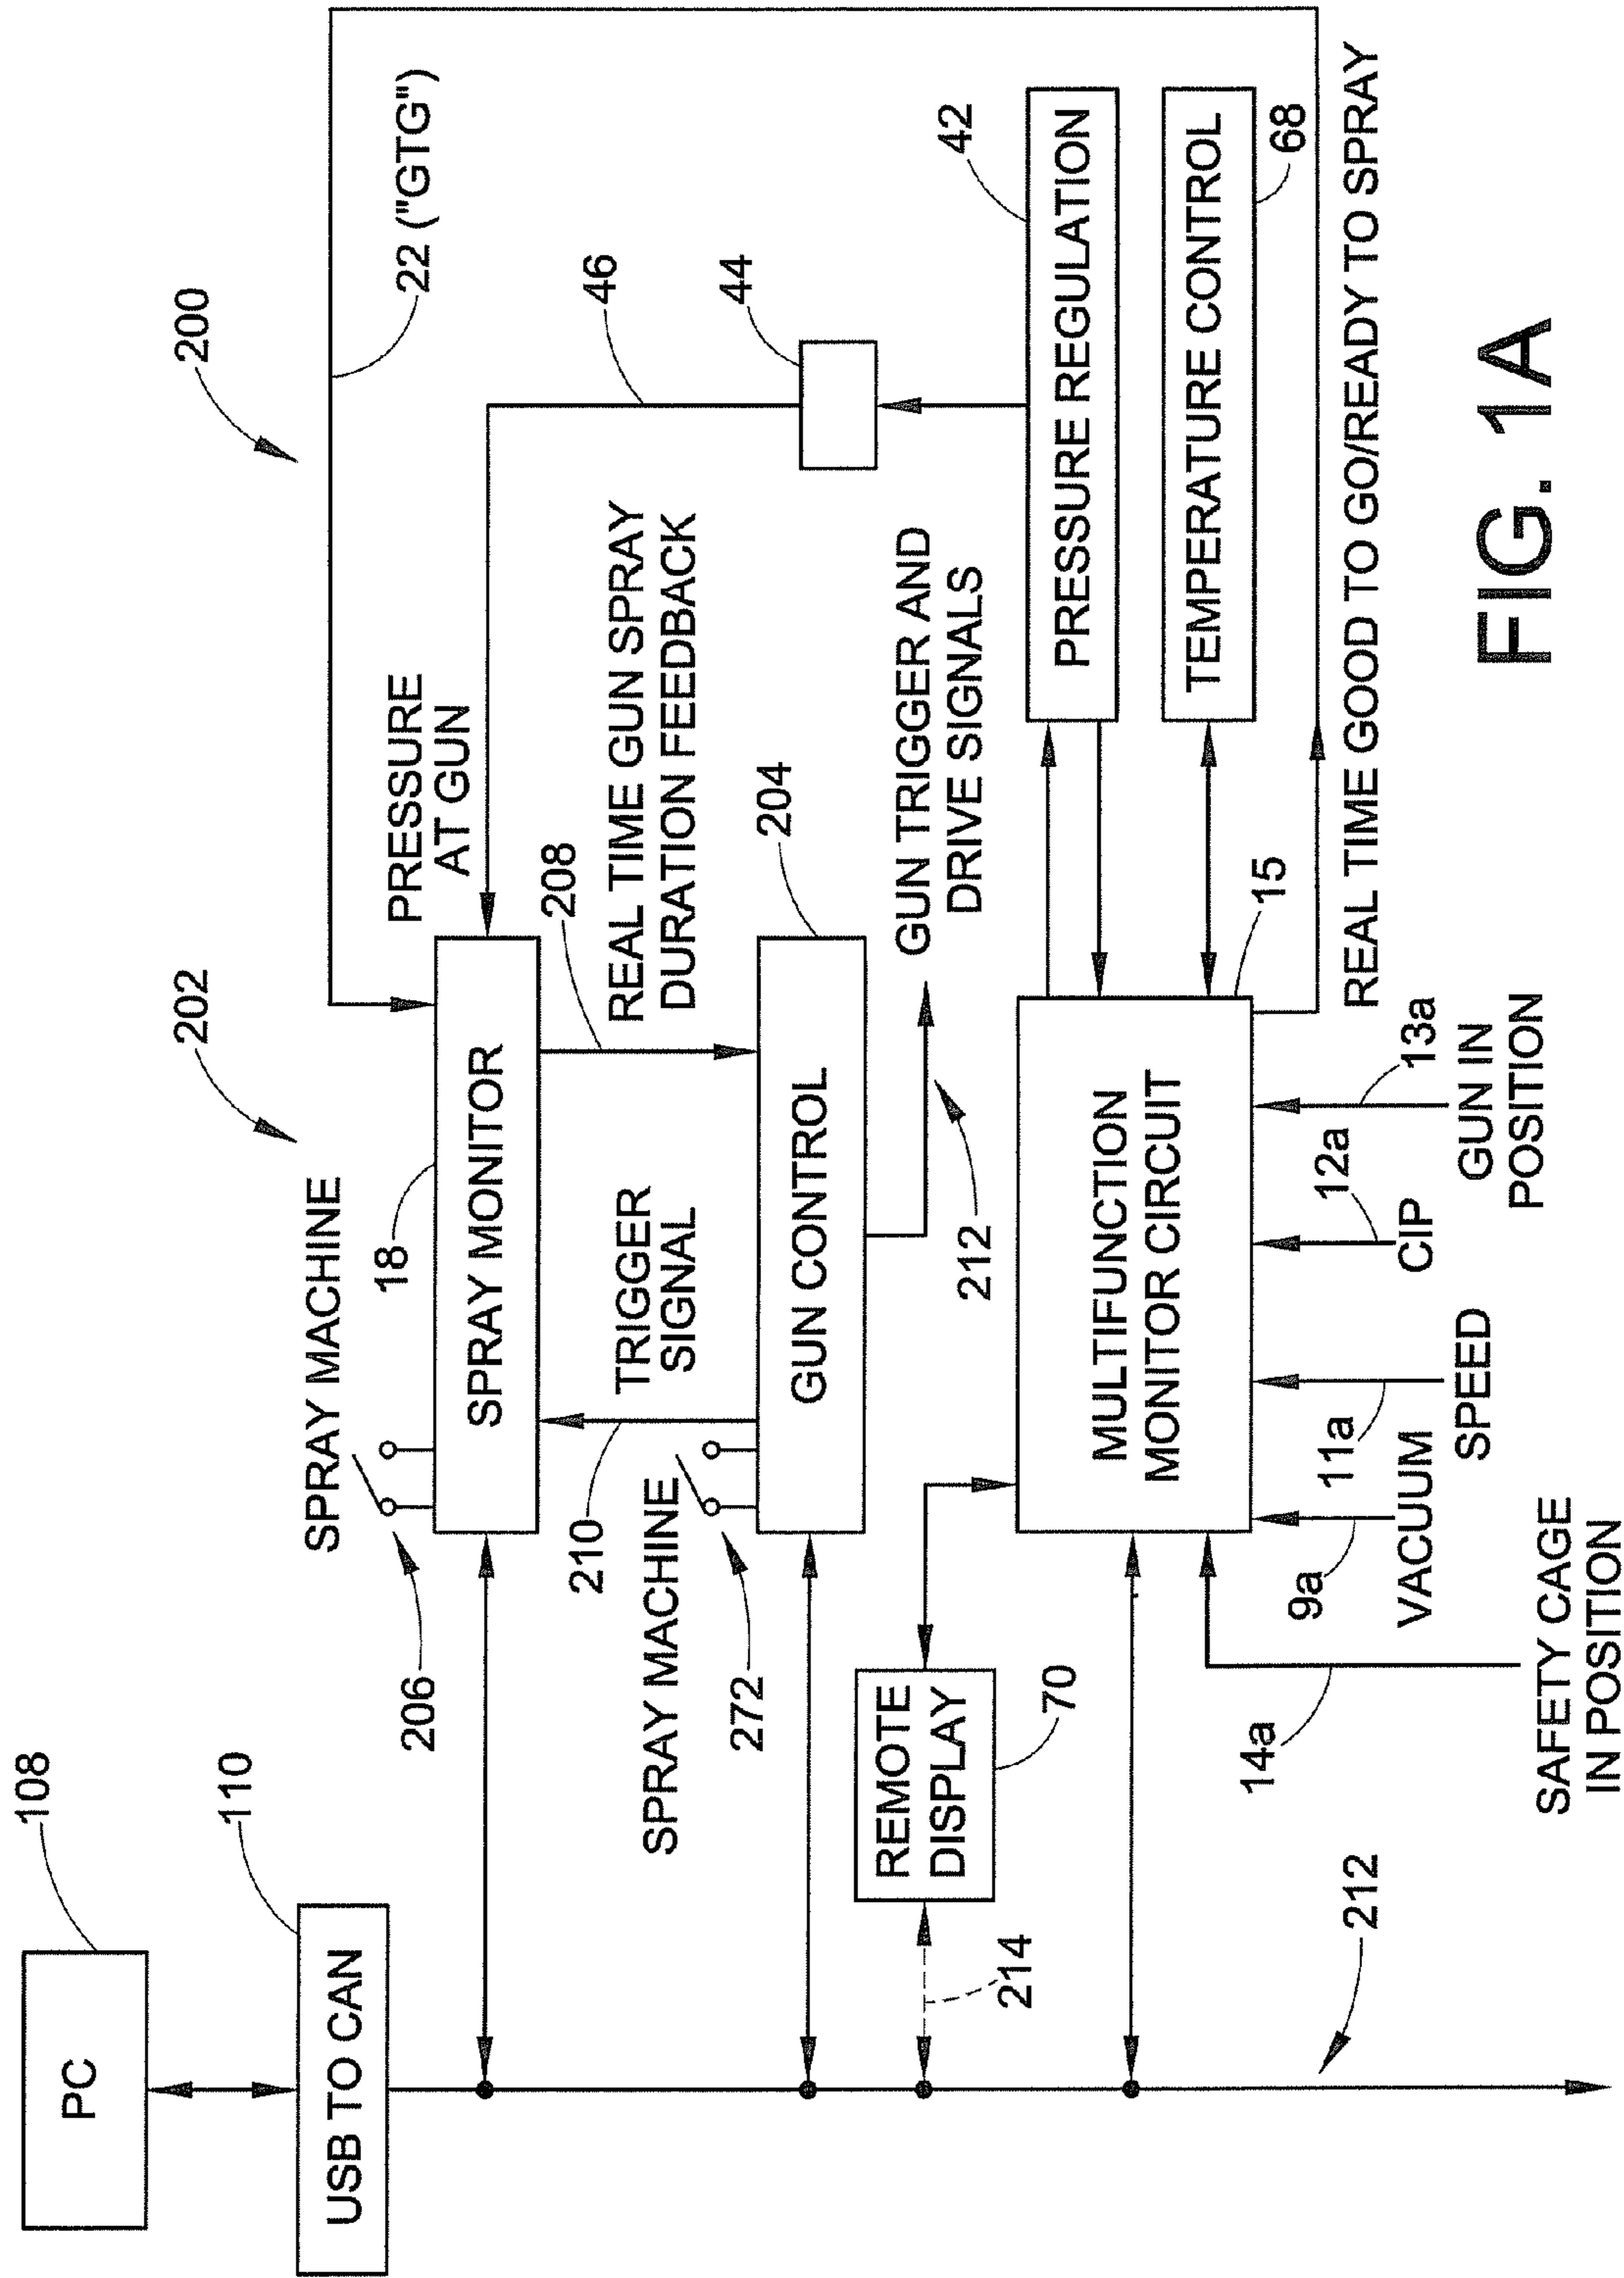 200
22 ("GTG")
202
SPRAY MACHINE
PRESSURE
AT GUN
46
44
18
SPRAY MONITOR
206
108
PC
110
USB TO CAN
208
REAL TIME GUN SPRAY
DURATION FEEDBACK
TRIGGER
SIGNAL
210
SPRAY MACHINE
272
204
GUN CONTROL
GUN TRIGGER AND
DRIVE SIGNALS
212
42
PRESSURE REGULATION
TEMPERATURE CONTROL
68
15
MULTIFUNCTION
MONITOR CIRCUIT
REMOTE
DISPLAY
70
214
REAL TIME GOOD TO GO/READY TO SPRAY
13a
GUN IN
POSITION
12a
CIP
11a
SPEED
9a
VACUUM
14a
SAFETY CAGE
IN POSITION
212
FIG. 1A